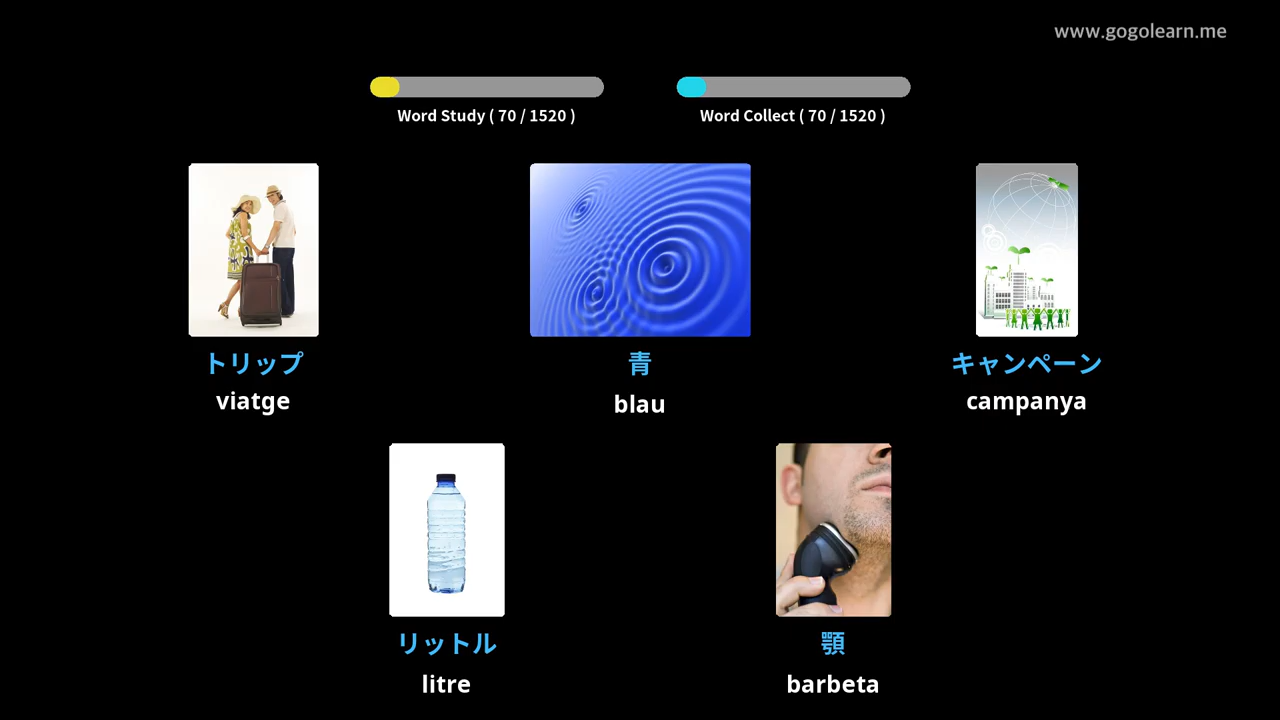 www.gogolearn.me
Word Study ( 70 / 1520 )
Word Collect ( 70 / 1520 )
トリップ
viatge
青
blau
キャンペーン
campanya
リットル
litre
顎
barbeta